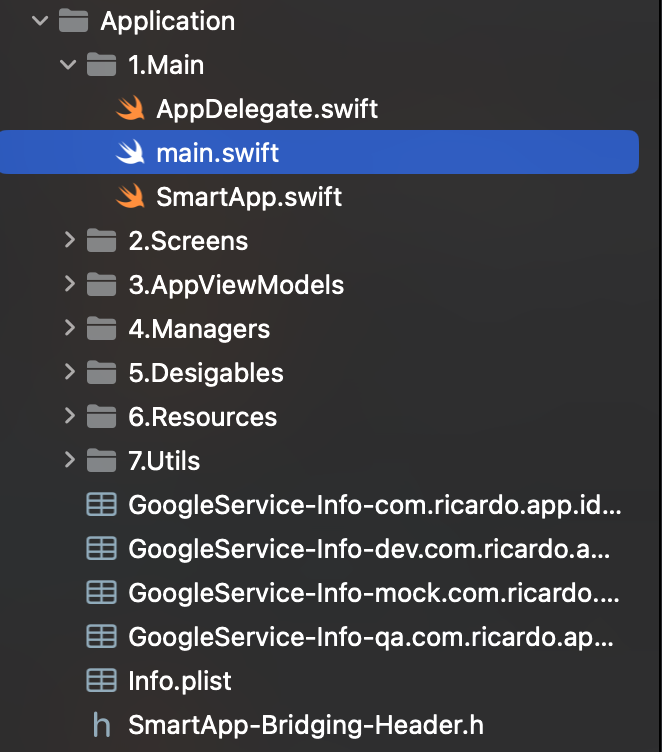 Application
1.Main
AppDelegate.swift
main.swift
SmartApp.swift
2.Screens
3.AppViewModels
4.Managers
5.Desigables
6.Resources
7.Utils
GoogleService-Info-com.ricardo.app.id...
GoogleService-Info-dev.com.ricardo.a...
GoogleService-Info-mock.com.ricardo....
GoogleService-Info-qa.com.ricardo.ap...
Info.plist
h SmartApp-Bridging-Header.h